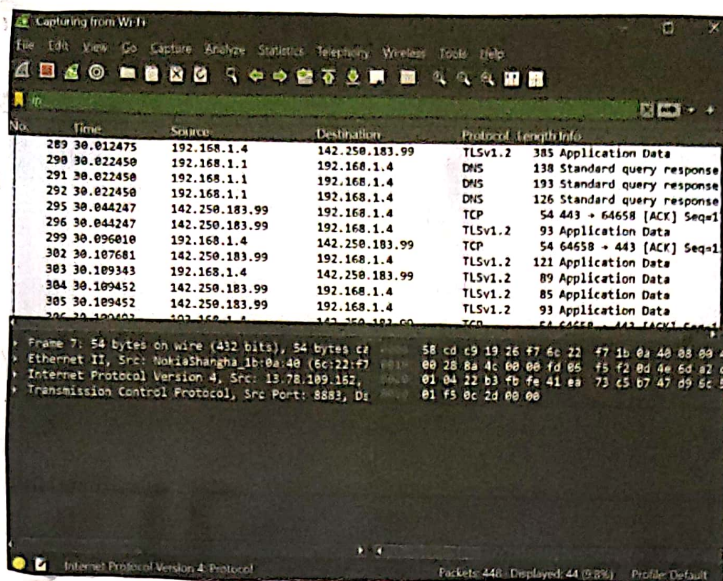 Capturing from Wi-Fi
File Edit View Go Capture Analyze Statistics Telephony Wireless Tools Help
ip
No. Time Source Destination Protocol Length Info
289 30.012475 192.168.1.4 142.250.183.99 TLSv1.2 385 Application Data
290 30.022450 192.168.1.1 192.168.1.4 DNS 138 Standard query response
291 30.022450 192.168.1.1 192.168.1.4 DNS 193 Standard query response
292 30.022450 192.168.1.1 192.168.1.4 DNS 126 Standard query response
295 30.044247 142.250.183.99 192.168.1.4 TCP 54 443 → 64658 [ACK] Seq=1
296 30.044247 142.250.183.99 192.168.1.4 TLSv1.2 93 Application Data
299 30.096010 192.168.1.4 142.250.183.99 TCP 54 64658 → 443 [ACK] Seq=1
302 30.107681 142.250.183.99 192.168.1.4 TLSv1.2 121 Application Data
303 30.109343 192.168.1.4 142.250.183.99 TLSv1.2 89 Application Data
304 30.109452 142.250.183.99 192.168.1.4 TLSv1.2 85 Application Data
305 30.109452 142.250.183.99 192.168.1.4 TLSv1.2 93 Application Data
Frame 7: 54 bytes on wire (432 bits), 54 bytes ca
Ethernet II, Src: NokiaShangha_1b:0a:40 (6c:22:f7
Internet Protocol Version 4, Src: 13.78.109.162,
Transmission Control Protocol, Src Port: 8883, Ds
58 cd c9 19 26 f7 6c 22 f7 1b 0a 40 08 00
00 28 8a 4c 00 00 fd 06 f5 f2 0d 4e 6d a2
01 04 22 b3 fb fe 41 ea 73 c5 b7 47 d9 6c
01 f5 0c 2d 00 00
Internet Protocol Version 4: Protocol
Packets: 448 Displayed: 44 (9.8%) Profile: Default